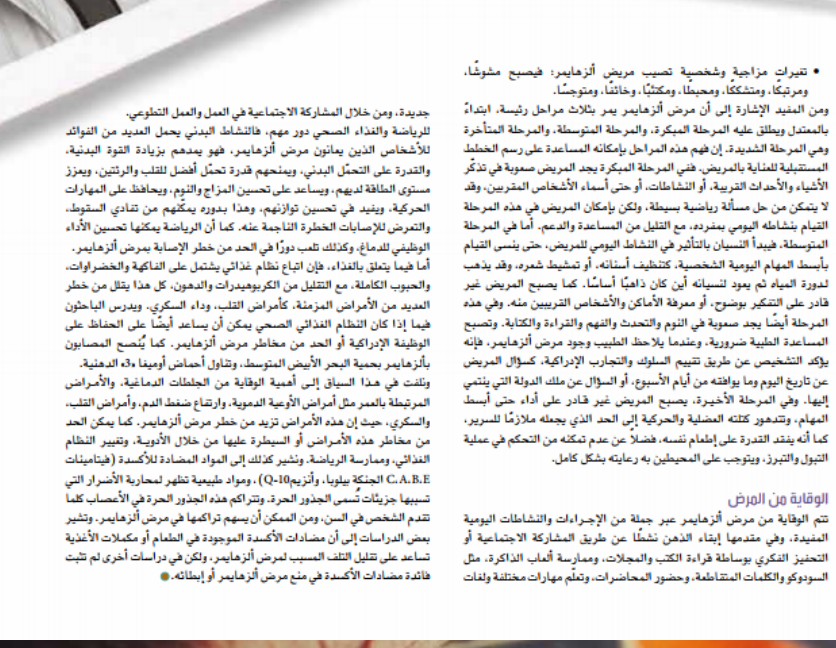 • تغيرات مزاجية وشخصية تصيب مريض ألزهايمر: فيصبح مشوشًا،
ومرتبكًا، ومتشككًا، ومحبطًا، ومكتئبًا، وخائفًا، ومتوجسًا.
ومن المفيد الإشارة إلى أن مرض ألزهايمر يمر بثلاث مراحل رئيسة، ابتداءً
بالمعتدل ويطلق عليه المرحلة المبكرة، والمرحلة المتوسطة، والمرحلة المتأخرة
وهي المرحلة الشديدة. إن فهم هذه المراحل بإمكانه المساعدة على رسم الخطط
المستقبلية للعناية بالمريض. ففي المرحلة المبكرة يجد المريض صعوبة في تذكّر
الأشياء والأحداث القريبة، أو النشاطات، أو حتى أسماء الأشخاص المقربين، وقد
لا يتمكن من حل مسألة رياضية بسيطة، ولكن بإمكان المريض في هذه المرحلة
القيام بنشاطه اليومي بمفرده، مع القليل من المساعدة والدعم. أما في المرحلة
المتوسطة، فيبدأ النسيان بالتأثير في النشاط اليومي للمريض، حتى ينسى القيام
بأبسط المهام اليومية الشخصية، كتنظيف أسنانه، أو تمشيط شعره، وقد يذهب
لدورة المياه ثم يعود لنسيانه أين كان ذاهبًا أساسًا. كما يصبح المريض غير
قادر على التفكير بوضوح، أو معرفة الأماكن والأشخاص القريبين منه. وفي هذه
المرحلة أيضًا يجد صعوبة في النوم والتحدث والفهم والقراءة والكتابة. وتصبح
المساعدة الطبية ضرورية، وعندما يلاحظ الطبيب وجود مرض ألزهايمر، فإنه
يؤكد التشخيص عن طريق تقييم السلوك والتجارب الإدراكية، كسؤال المريض
عن تاريخ اليوم وما يوافقه من أيام الأسبوع، أو السؤال عن ملك الدولة التي ينتمي
إليها. وفي المرحلة الأخيرة، يصبح المريض غير قادر على أداء حتى أبسط
المهام، وتتدهور كتلته العضلية والحركية إلى الحد الذي يجعله ملازمًا للسرير،
كما أنه يفقد القدرة على إطعام نفسه، فضلاً عن عدم تمكنه من التحكم في عملية
التبول والتبرز، ويتوجب على المحيطين به رعايته بشكل كامل.
الوقاية من المرض
تتم الوقاية من مرض ألزهايمر عبر جملة من الإجراءات والنشاطات اليومية
المفيدة، وفي مقدمها إبقاء الذهن نشطًا عن طريق المشاركة الاجتماعية أو
التحفيز الفكري بوساطة قراءة الكتب والمجلات، وممارسة ألعاب الذاكرة، مثل
السودوكو والكلمات المتقاطعة، وحضور المحاضرات، وتعلّم مهارات مختلفة ولغات
جديدة، ومن خلال المشاركة الاجتماعية في العمل والعمل التطوعي.
للرياضة والغذاء الصحي دور مهم، فالنشاط البدني يحمل العديد من الفوائد
للأشخاص الذين يعانون مرض ألزهايمر، فهو يمدهم بزيادة القوة البدنية،
والقدرة على التحمّل البدني، ويمنحهم قدرة تحمّل أفضل للقلب والرئتين، ويعزز
مستوى الطاقة لديهم، ويساعد على تحسين المزاج والنوم، ويحافظ على المهارات
الحركية، ويفيد في تحسين توازنهم، وهذا بدوره يمكّنهم من تفادي السقوط،
والتعرض للإصابات الخطرة الناجمة عنه. كما أن الرياضة يمكنها تحسين الأداء
الوظيفي للدماغ، وكذلك تلعب دورًا في الحد من خطر الإصابة بمرض ألزهايمر.
أما فيما يتعلق بالغذاء، فإن اتباع نظام غذائي يشتمل على الفاكهة والخضراوات،
والحبوب الكاملة، مع التقليل من الكربوهيدرات والدهون، كل هذا يقلل من خطر
العديد من الأمراض المزمنة، كأمراض القلب، وداء السكري. ويدرس الباحثون
فيما إذا كان النظام الغذائي الصحي يمكن أن يساعد أيضًا على الحفاظ على
الوظيفة الإدراكية أو الحد من مخاطر مرض ألزهايمر. كما يُنصح المصابون
بألزهايمر بحمية البحر الأبيض المتوسط، وتناول أحماض أوميغا «3» الدهنية.
ونلفت في هذا السياق إلى أهمية الوقاية من الجلطات الدماغية، والأمراض
المرتبطة بالعمر مثل أمراض الأوعية الدموية، وارتفاع ضغط الدم، وأمراض القلب،
والسكري، حيث إن هذه الأمراض تزيد من خطر مرض ألزهايمر. كما يمكن الحد
من مخاطر هذه الأمراض أو السيطرة عليها من خلال الأدوية، وتغيير النظام
الغذائي، وممارسة الرياضة. ونشير كذلك إلى المواد المضادة للأكسدة (فيتامينات
C.A.B.E الجنكة بيلوبا، وأنزيم Q-10)، ومواد طبيعية تظهر لمحاربة الأضرار التي
تسببها جزيئات تُسمى الجذور الحرة. وتتراكم هذه الجذور الحرة في الأعصاب كلما
تقدم الشخص في السن، ومن الممكن أن يسهم تراكمها في مرض ألزهايمر. وتشير
بعض الدراسات إلى أن مضادات الأكسدة الموجودة في الطعام أو مكملات الأغذية
تساعد على تقليل التلف المسبب لمرض ألزهايمر، ولكن في دراسات أخرى لم تثبت
فائدة مضادات الأكسدة في منع مرض ألزهايمر أو إبطائه.